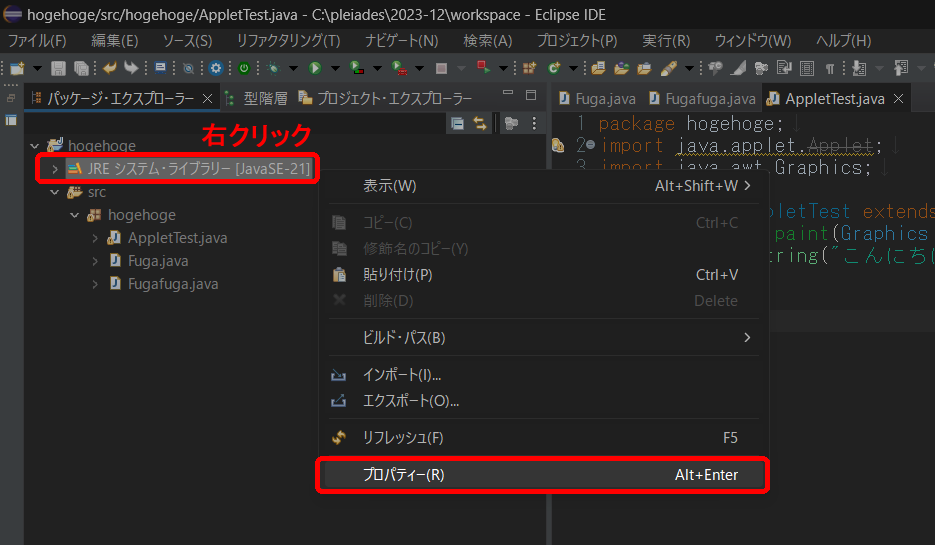 hogehoge/src/hogehoge/AppletTest.java - C:\pleiades\2023-12\workspace - Eclipse IDE
ファイル(F) 編集(E) ソース(S) リファクタリング(T) ナビゲート(N) 検索(A) プロジェクト(P) 実行(R) ウィンドウ(W) ヘルプ(H)
パッケージ・エクスプローラー 型階層 プロジェクト・エクスプローラー
Fuga.java Fugafuga.java AppletTest.java
右クリック
hogehoge
JRE システム・ライブラリー [JavaSE-21]
src
hogehoge
AppletTest.java
Fuga.java
Fugafuga.java
1 package hogehoge;
2 import java.applet.Applet;
3 import java.awt.Graphics;
pletTest extends
paint(Graphics
tring("こんにち
表示(W) Alt+Shift+W
コピー(C) Ctrl+C
修飾名のコピー(Y)
貼り付け(P) Ctrl+V
削除(D) Delete
ビルド・パス(B)
インポート(I)...
エクスポート(O)...
リフレッシュ(F) F5
プロパティー(R) Alt+Enter